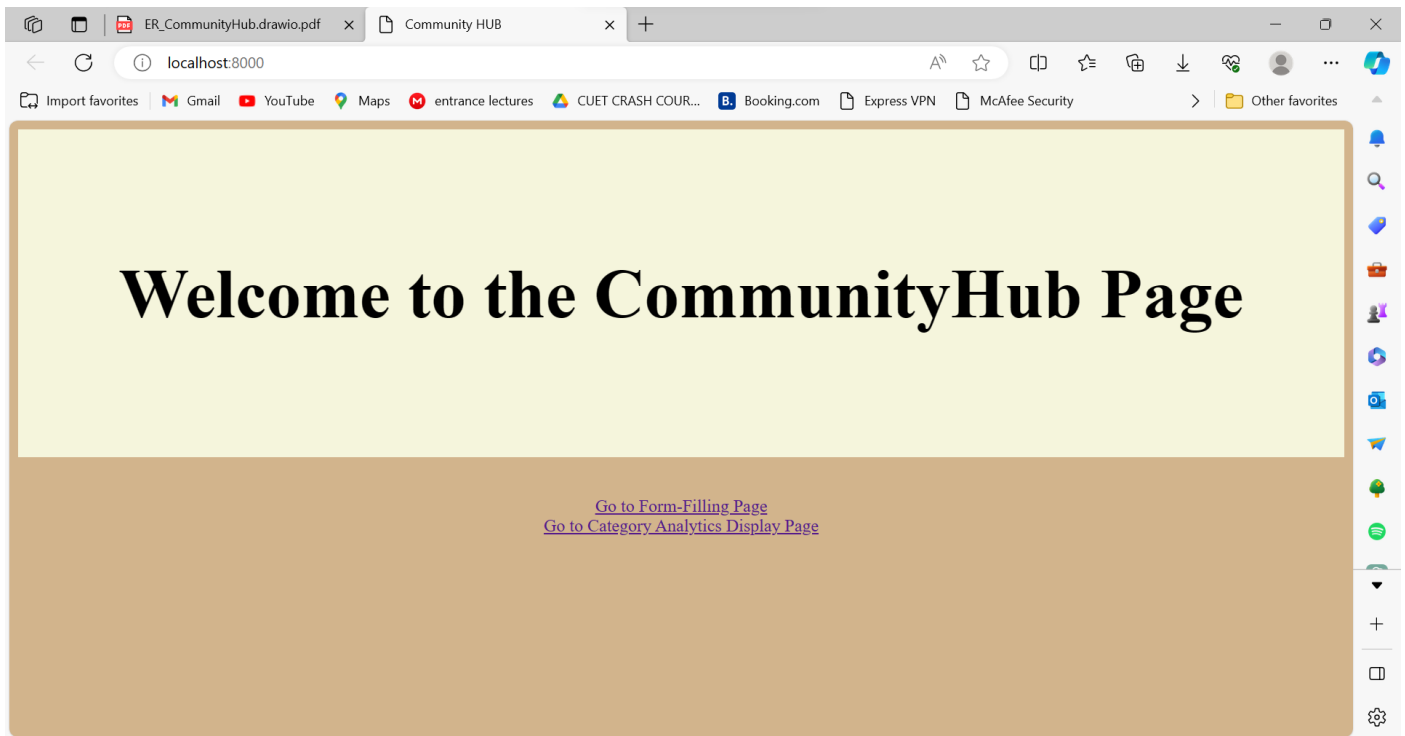 ER_CommunityHub.drawio.pdf
Community HUB
localhost:8000
Import favorites
Gmail
YouTube
Maps
entrance lectures
CUET CRASH COUR...
Booking.com
Express VPN
McAfee Security
Other favorites
Welcome to the CommunityHub Page
Go to Form-Filling Page
Go to Category Analytics Display Page